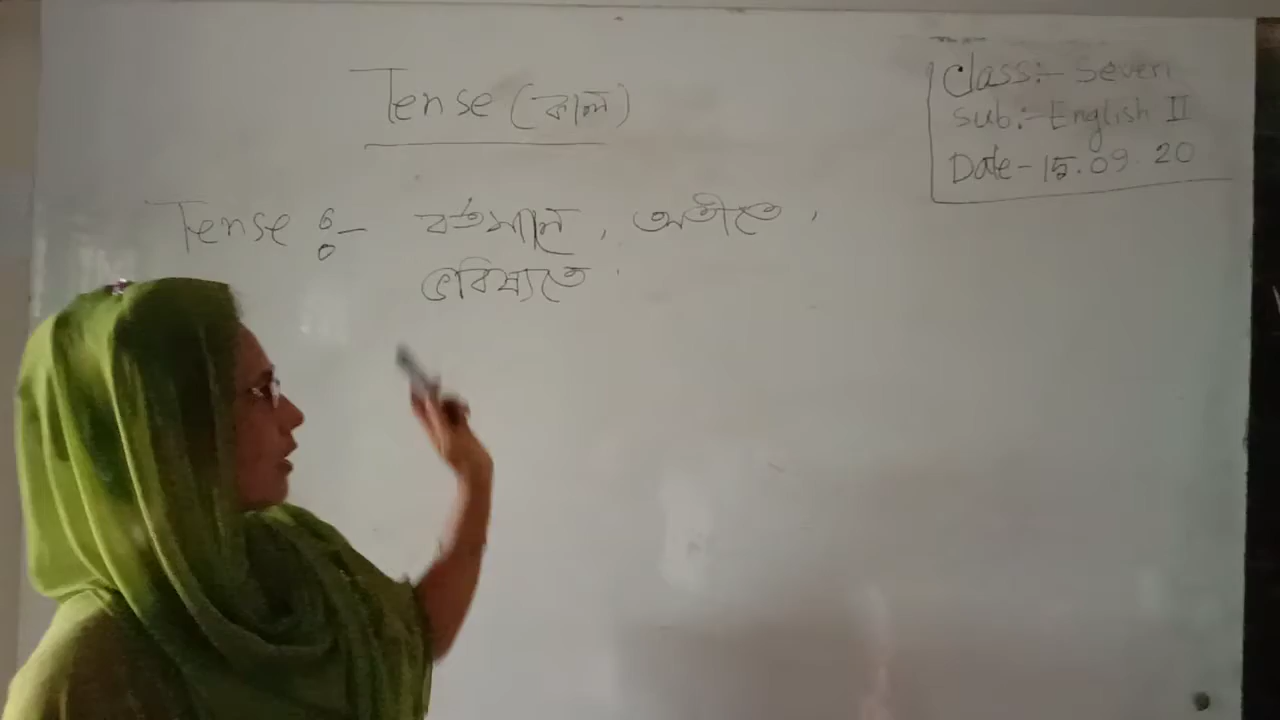 Tense (কাল)
Class:- Seven
Sub:- English II
Date - 15.09.20
Tense ঃ- বর্তমানে, অতীতে,
ভবিষ্যতে